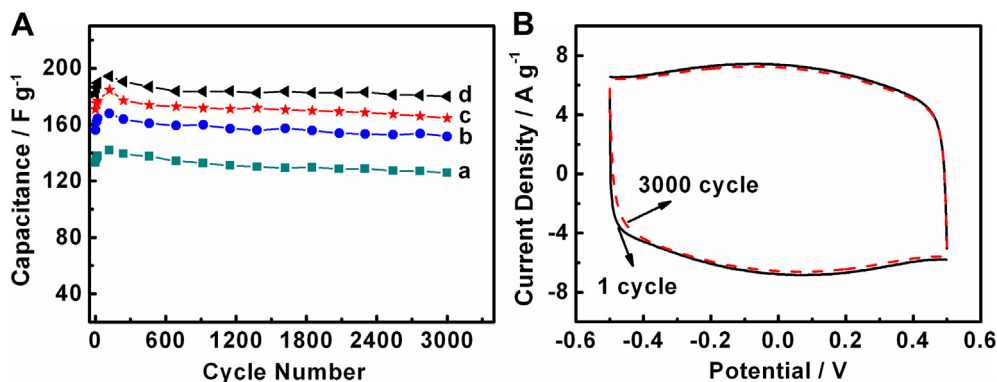 A
Capacitance / F g-1
200
160
120
80
40
0
600
1200
1800
2400
3000
Cycle Number
d
c
b
a
B
Current Density / A g-1
8
4
0
-4
-8
-0.6
-0.4
-0.2
0.0
0.2
0.4
0.6
Potential / V
3000 cycle
1 cycle